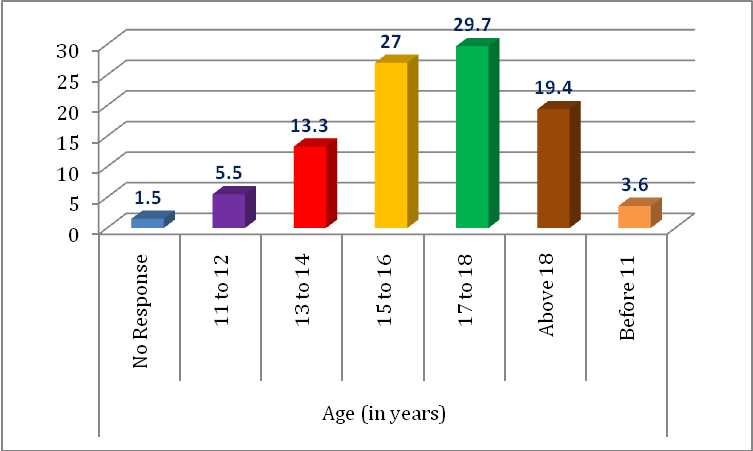 30
25
20
15
10
5
0
1.5
5.5
13.3
27
29.7
19.4
3.6
No Response
11 to 12
13 to 14
15 to 16
17 to 18
Above 18
Before 11
Age (in years)